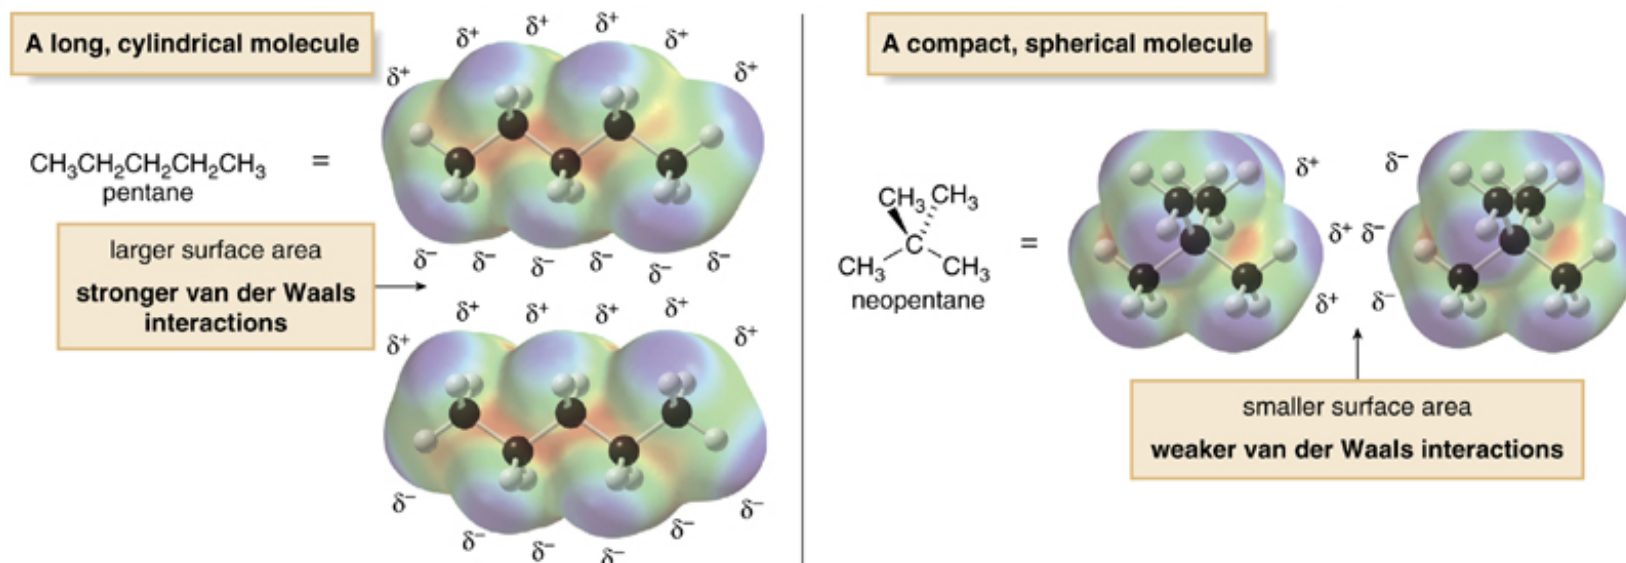 A long, cylindrical molecule
δ⁺ δ⁺ δ⁺ δ⁺ δ⁺ δ⁺
CH₃CH₂CH₂CH₂CH₃ =
pentane
δ⁻ δ⁻ δ⁻ δ⁻ δ⁻ δ⁻
larger surface area
stronger van der Waals
interactions
δ⁺ δ⁺ δ⁺ δ⁺ δ⁺ δ⁺
δ⁻ δ⁻ δ⁻ δ⁻ δ⁻ δ⁻ δ⁻
A compact, spherical molecule
CH₃ CH₃
C
CH₃ CH₃
neopentane
=
δ⁺ δ⁻
δ⁺ δ⁻
δ⁺ δ⁻
smaller surface area
weaker van der Waals interactions